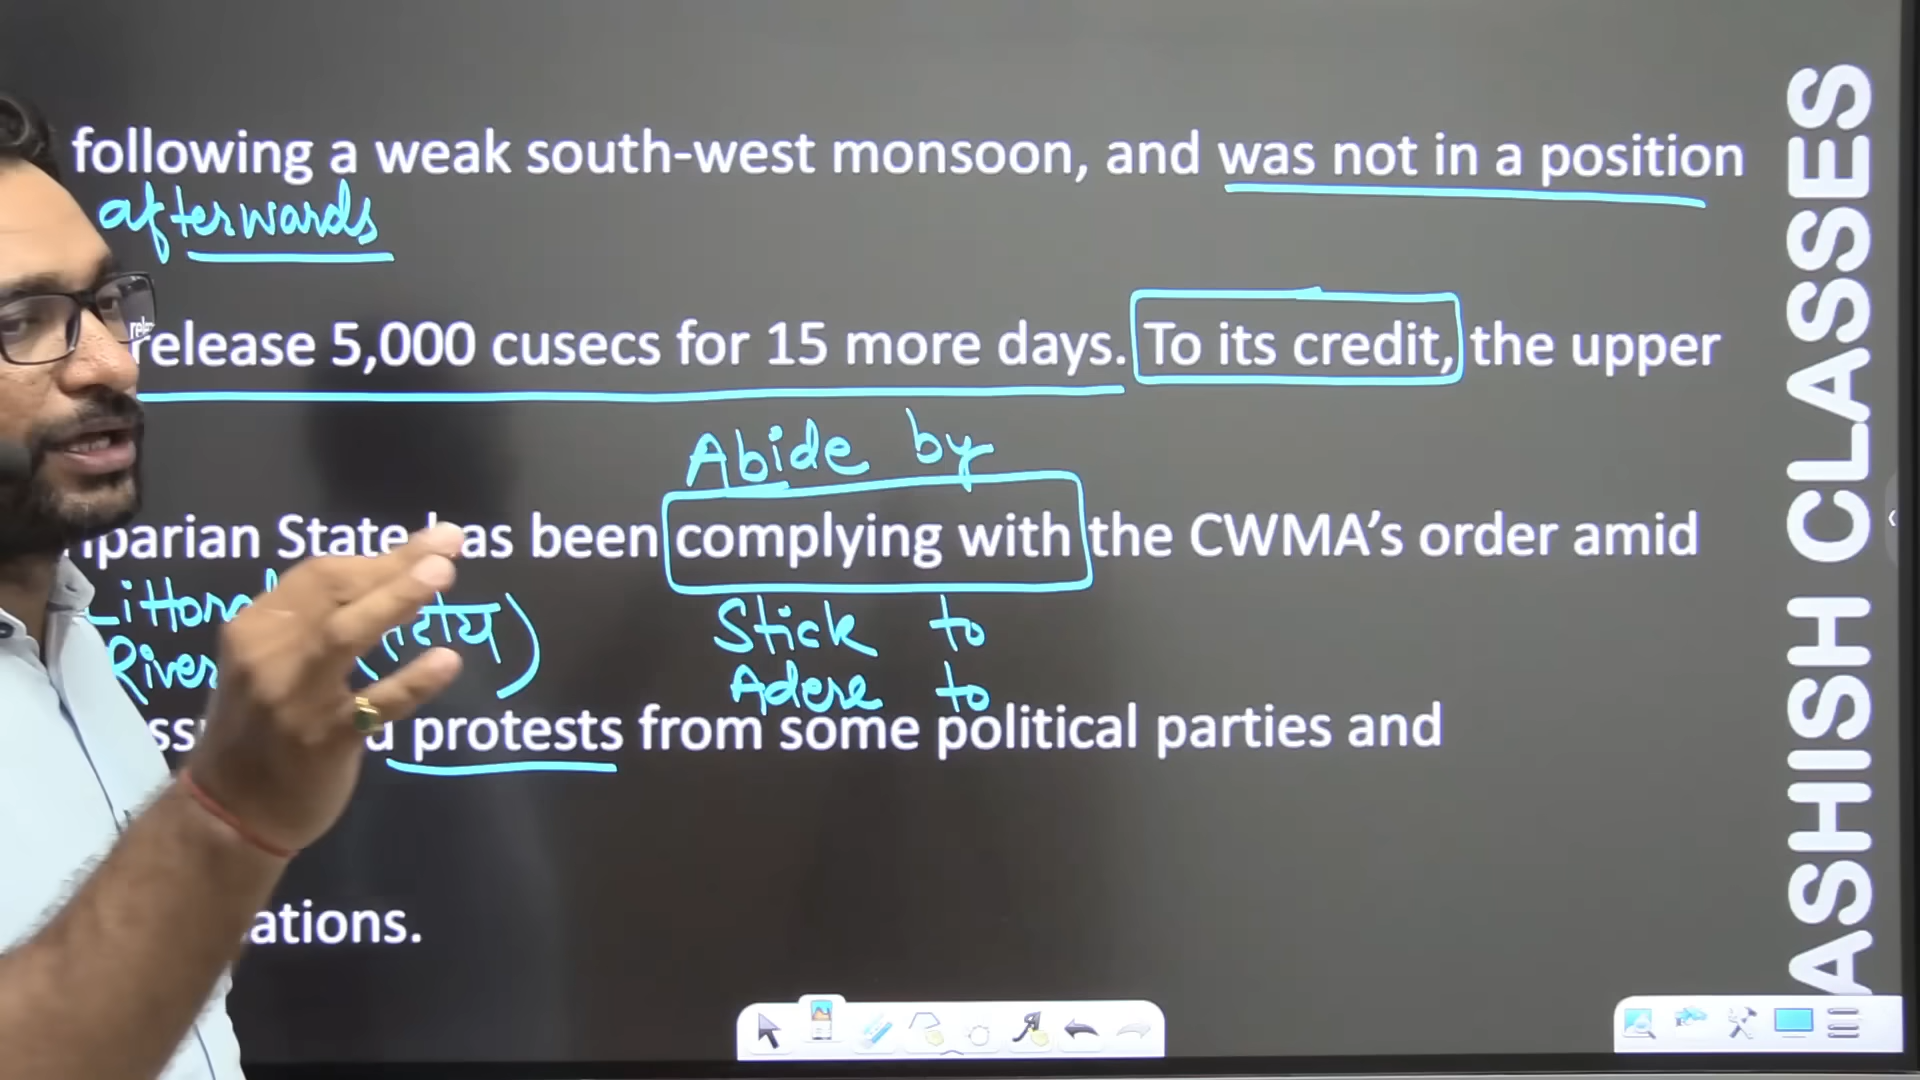 following a weak south-west monsoon, and was not in a position
afterwards
release 5,000 cusecs for 15 more days. To its credit, the upper
Abide by
State has been complying with the CWMA's order amid
Stick to
Adere to
protests from some political parties and
ASHISH CLASSES